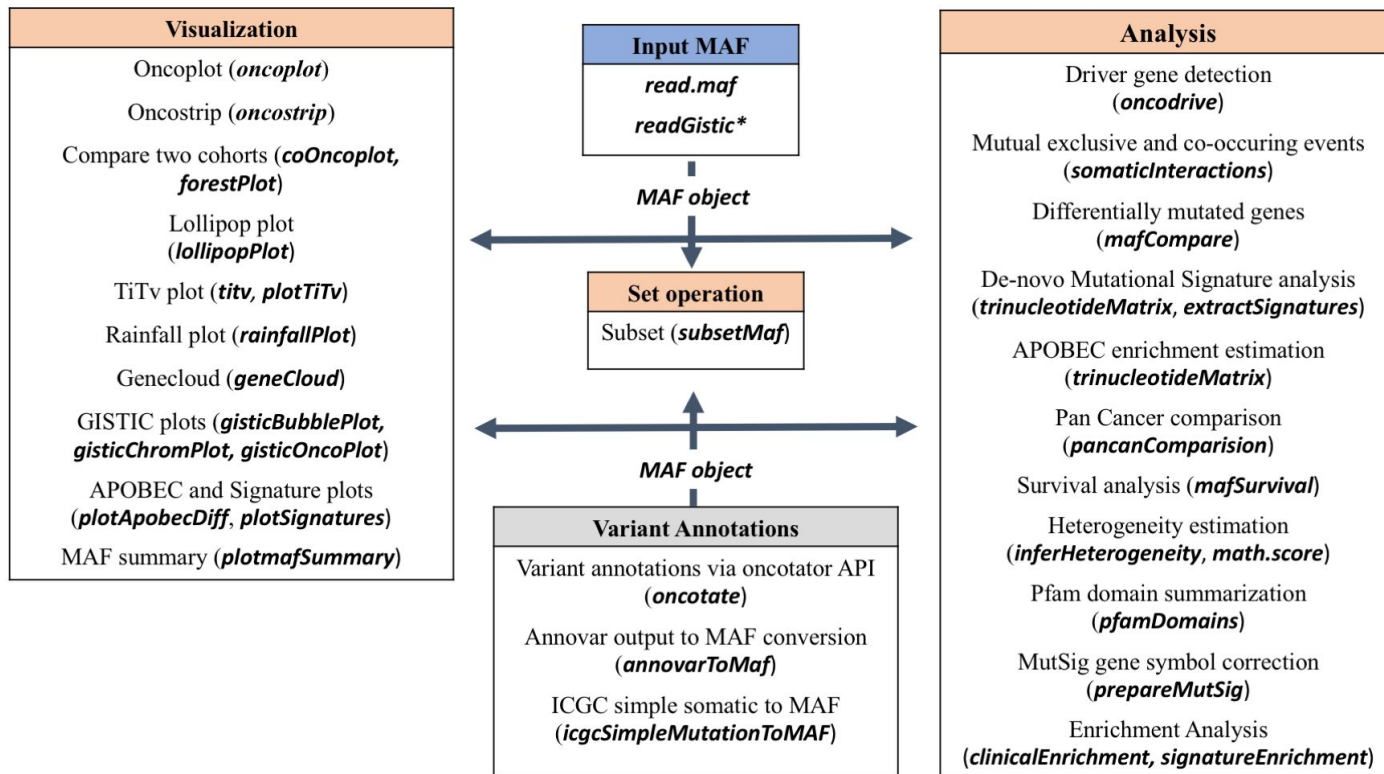 Visualization
Oncoplot (oncoplot)
Oncostrip (oncostrip)
Compare two cohorts (coOncoplot,
forestPlot)
Lollipop plot
(lollipopPlot)
TiTv plot (titv, plotTiTv)
Rainfall plot (rainfallPlot)
Genecloud (geneCloud)
GISTIC plots (gisticBubblePlot,
gisticChromPlot, gisticOncoPlot)
APOBEC and Signature plots
(plotApobecDiff, plotSignatures)
MAF summary (plotmafSummary)
Input MAF
read.maf
readGistic*
MAF object
Set operation
Subset (subsetMaf)
MAF object
Variant Annotations
Variant annotations via oncotator API
(oncotate)
Annovar output to MAF conversion
(annovarToMaf)
ICGC simple somatic to MAF
(icgcSimpleMutationToMAF)
Analysis
Driver gene detection
(oncodrive)
Mutual exclusive and co-occuring events
(somaticInteractions)
Differentially mutated genes
(mafCompare)
De-novo Mutational Signature analysis
(trinucleotideMatrix, extractSignatures)
APOBEC enrichment estimation
(trinucleotideMatrix)
Pan Cancer comparison
(pancanComparision)
Survival analysis (mafSurvival)
Heterogeneity estimation
(inferHeterogeneity, math.score)
Pfam domain summarization
(pfamDomains)
MutSig gene symbol correction
(prepareMutSig)
Enrichment Analysis
(clinicalEnrichment, signatureEnrichment)